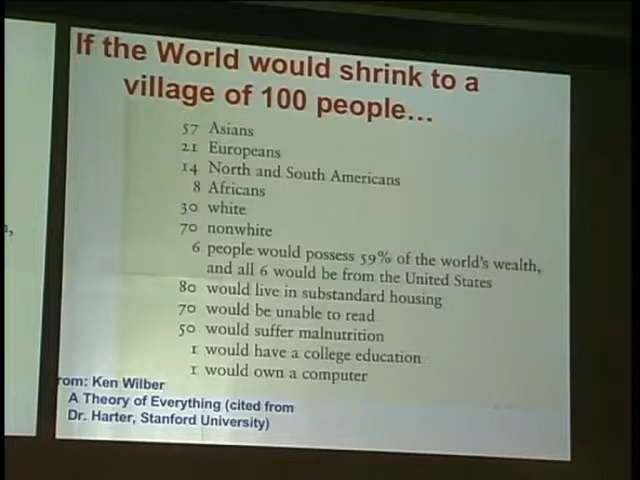 If the World would shrink to a
village of 100 people...
57 Asians
21 Europeans
14 North and South Americans
8 Africans
30 white
70 nonwhite
6 people would possess 59% of the world's wealth,
and all 6 would be from the United States
80 would live in substandard housing
70 would be unable to read
50 would suffer malnutrition
1 would have a college education
1 would own a computer
rom: Ken Wilber
A Theory of Everything (cited from
Dr. Harter, Stanford University)